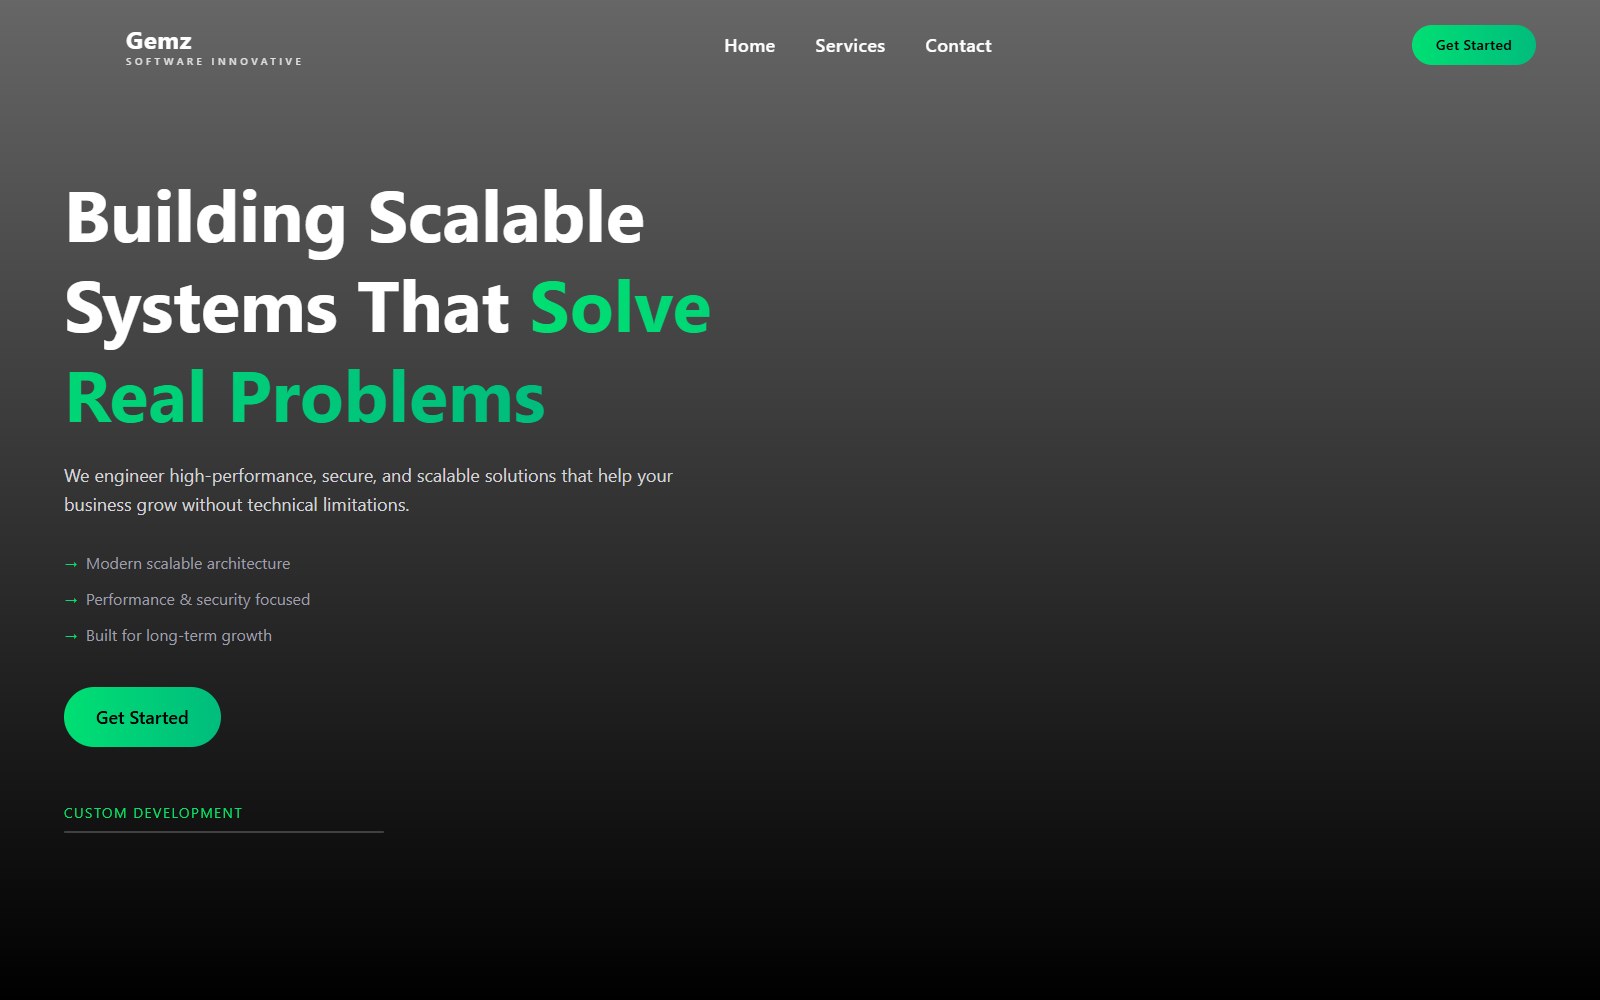 Gemz
SOFTWARE INNOVATIVE
Home
Services
Contact
Get Started
Building Scalable
Systems That Solve
Real Problems
We engineer high-performance, secure, and scalable solutions that help your
business grow without technical limitations.
→ Modern scalable architecture
→ Performance & security focused
→ Built for long-term growth
Get Started
CUSTOM DEVELOPMENT